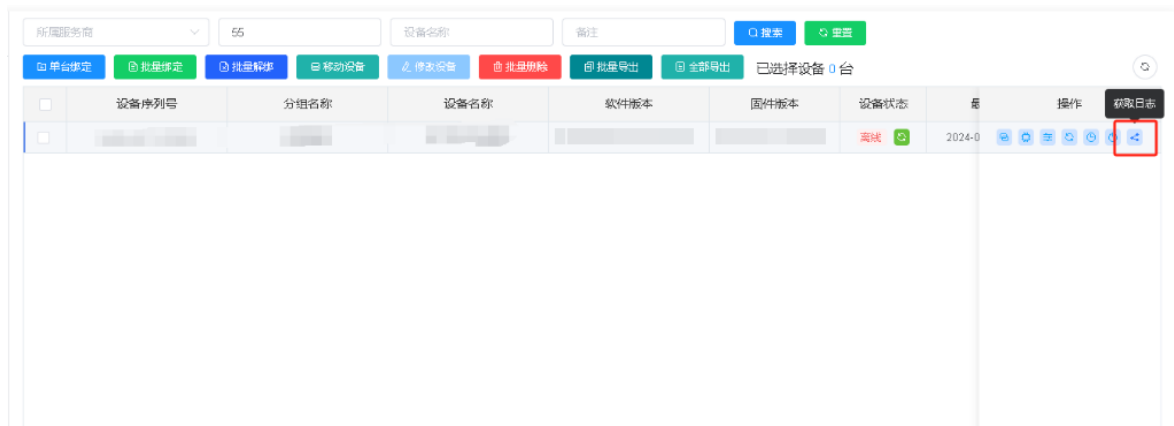 所属服务商 55 设备名称 备注 搜索 重置
单台绑定 批量绑定 批量解绑 移动设备 修改设备 批量删除 批量导出 全部导出 已选择设备 0 台
设备序列号 分组名称 设备名称 软件版本 固件版本 设备状态 最 操作 获取日志
离线 2024-0